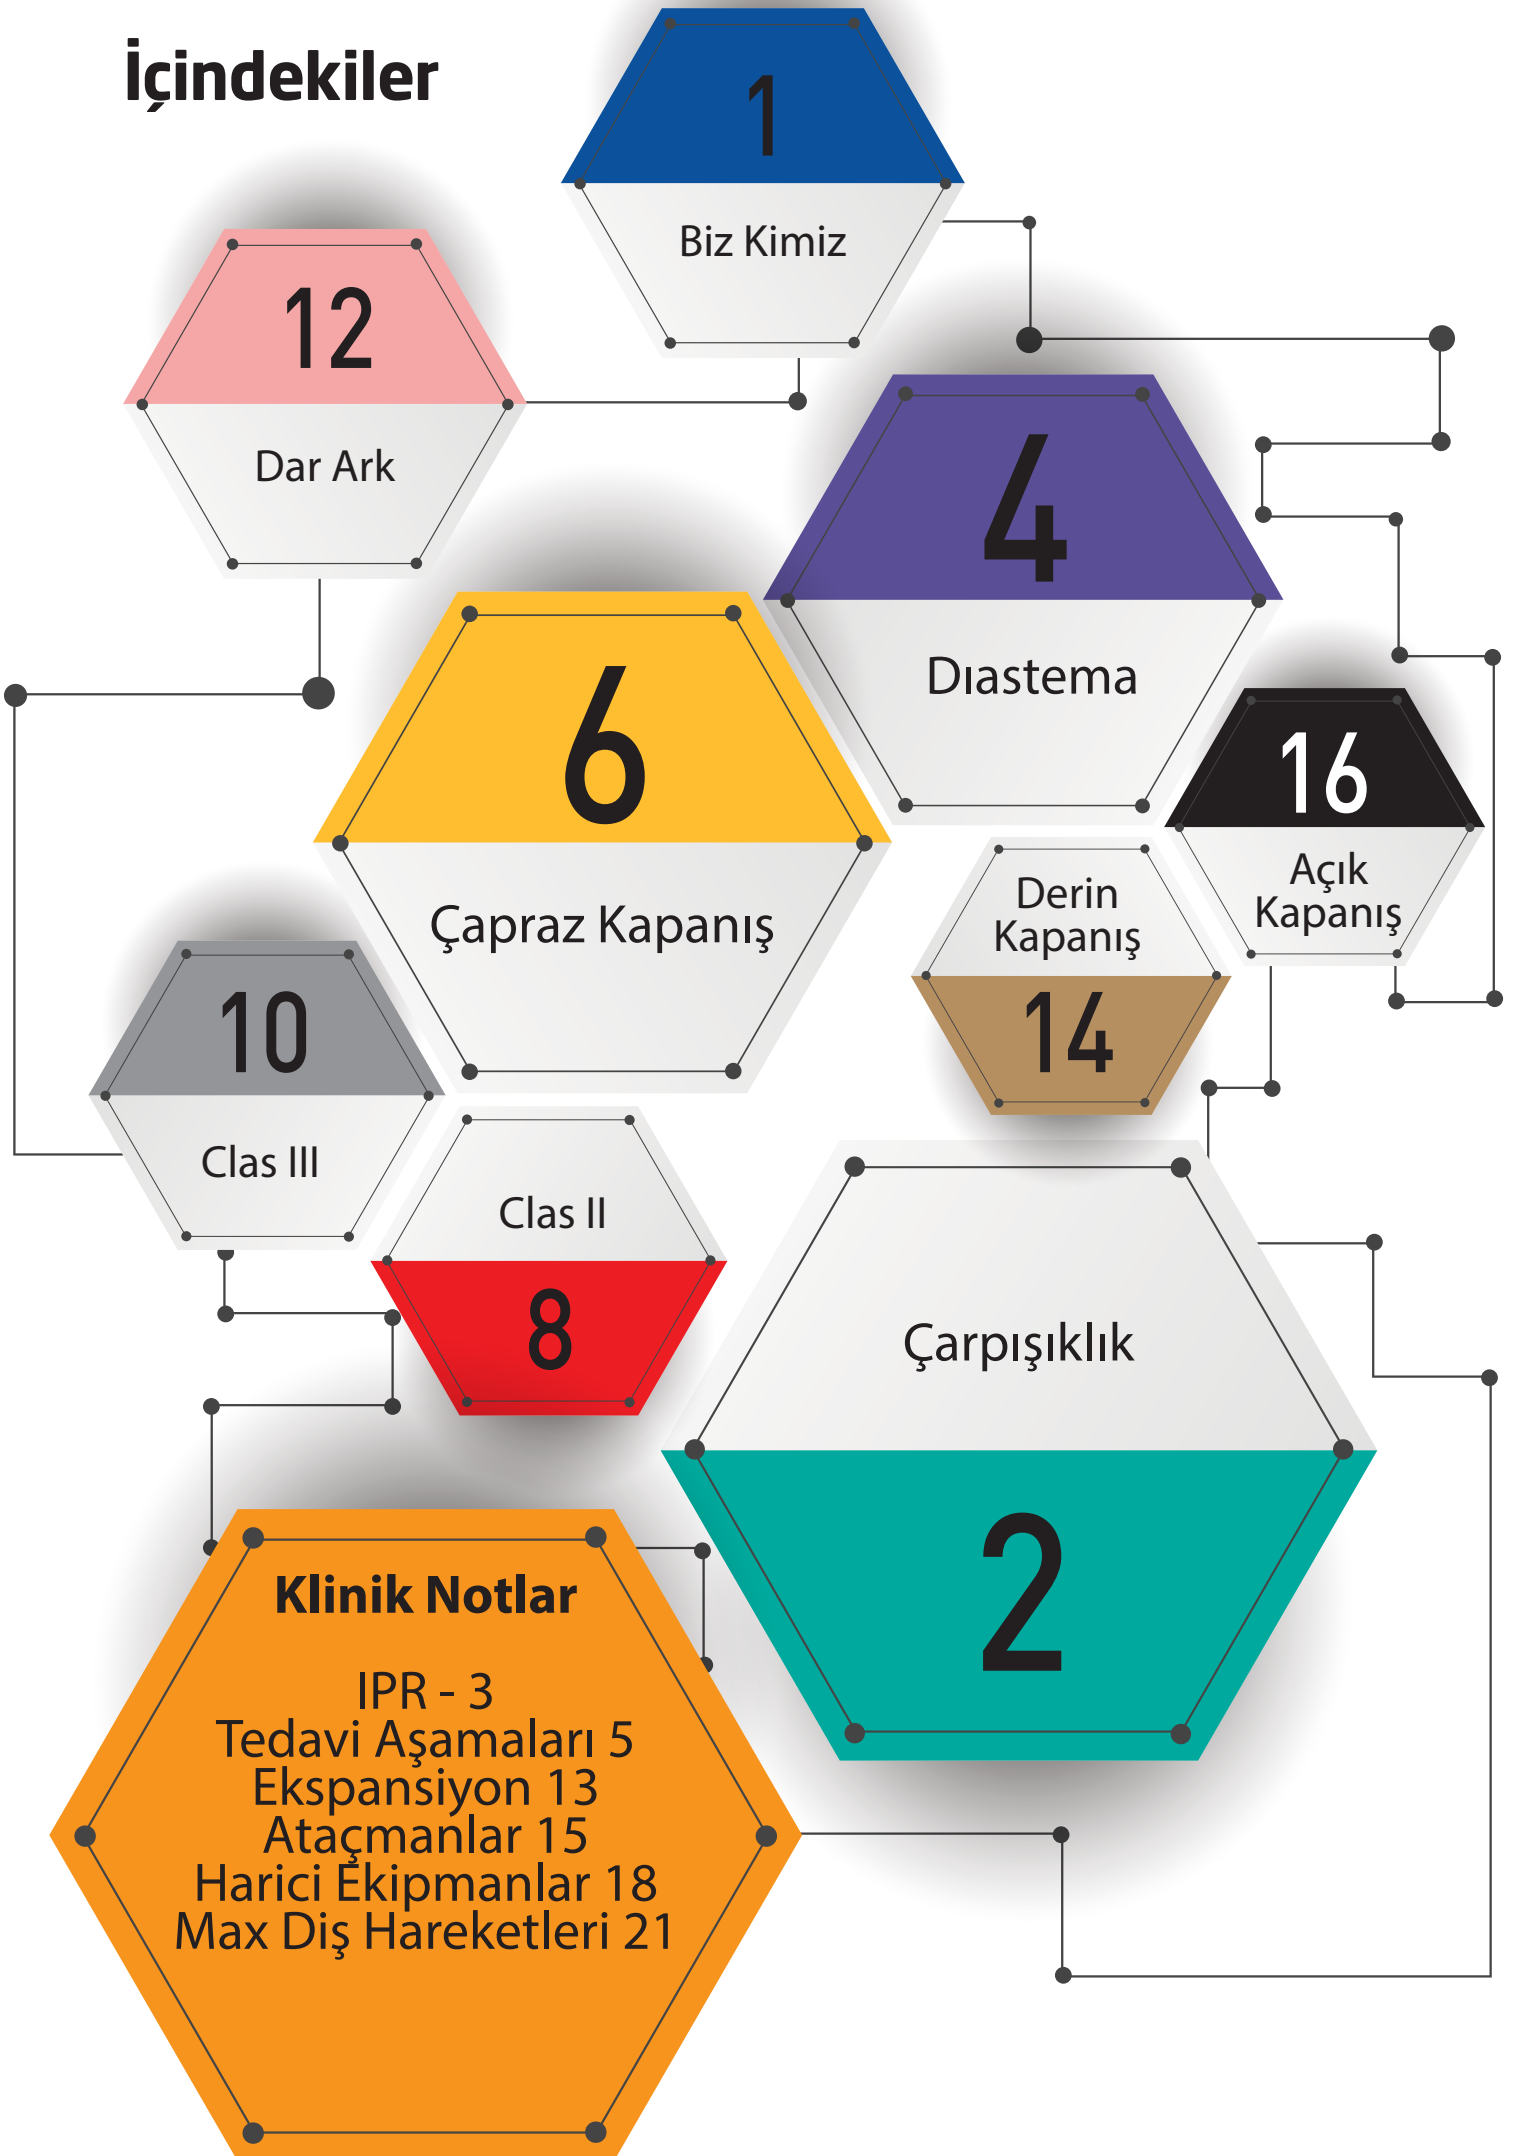 İçindekiler
1
Biz Kimiz
12
Dar Ark
4
Dıastema
6
Çapraz Kapanış
16
Açık
Kapanış
Derin
Kapanış
14
10
Clas III
Clas II
8
Çarpışıklık
2
Klinik Notlar
IPR - 3
Tedavi Aşamaları 5
Ekspansiyon 13
Ataçmanlar 15
Harici Ekipmanlar 18
Max Diş Hareketleri 21